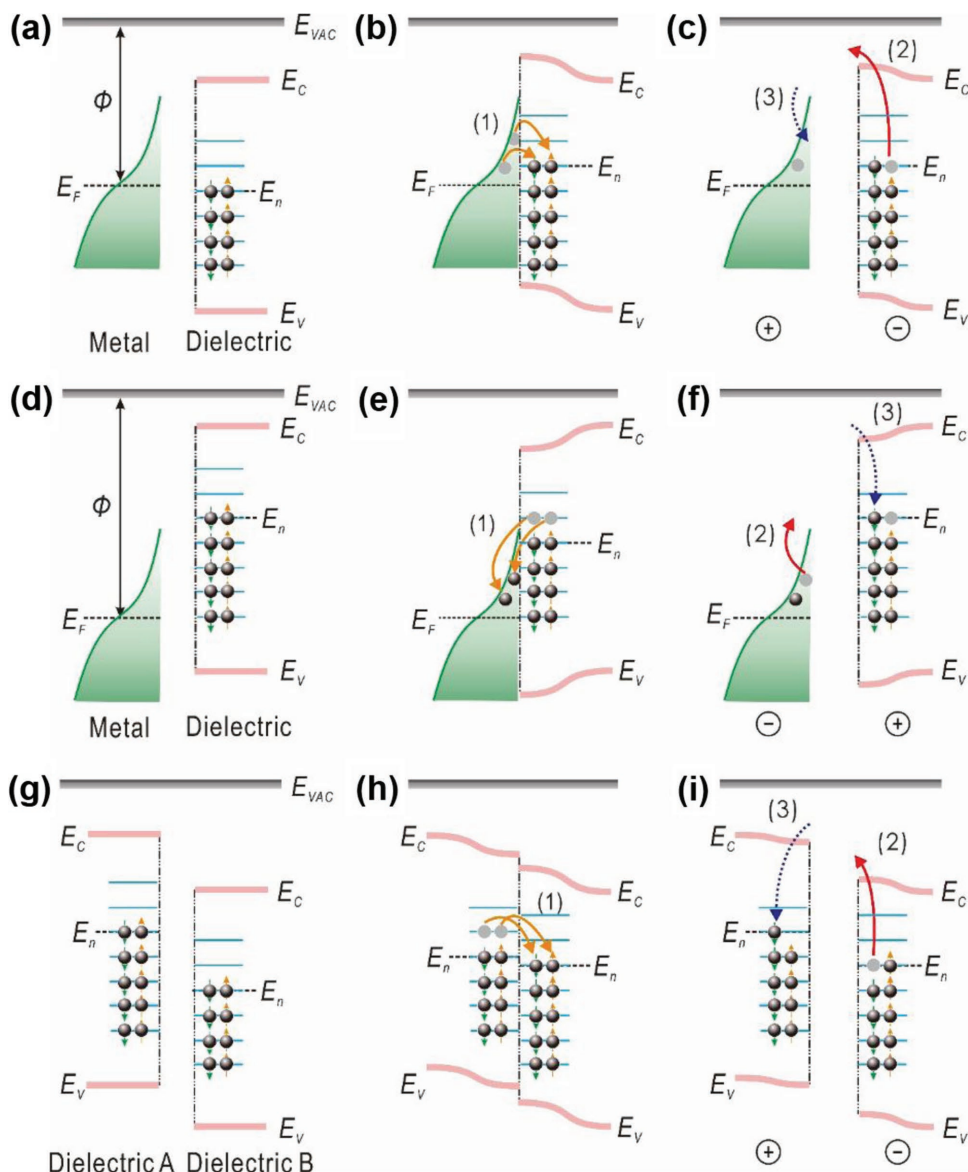 (a)
E_VAC
Φ
E_C
E_F
E_n
E_V
Metal
Dielectric
(b)
E_C
(1)
E_n
E_V
(c)
(2)
E_C
(3)
E_n
E_V
+
−
(d)
E_VAC
Φ
E_C
E_n
E_F
E_V
Metal
Dielectric
(e)
E_C
(1)
E_n
E_F
E_V
(f)
(3)
E_C
(2)
E_n
E_V
−
+
(g)
E_VAC
E_C
E_C
E_n
E_n
E_V
E_V
Dielectric A
Dielectric B
(h)
E_C
E_C
(1)
E_n
E_n
E_V
E_V
(i)
(3)
E_C
(2)
E_C
E_n
E_n
E_V
E_V
+
−